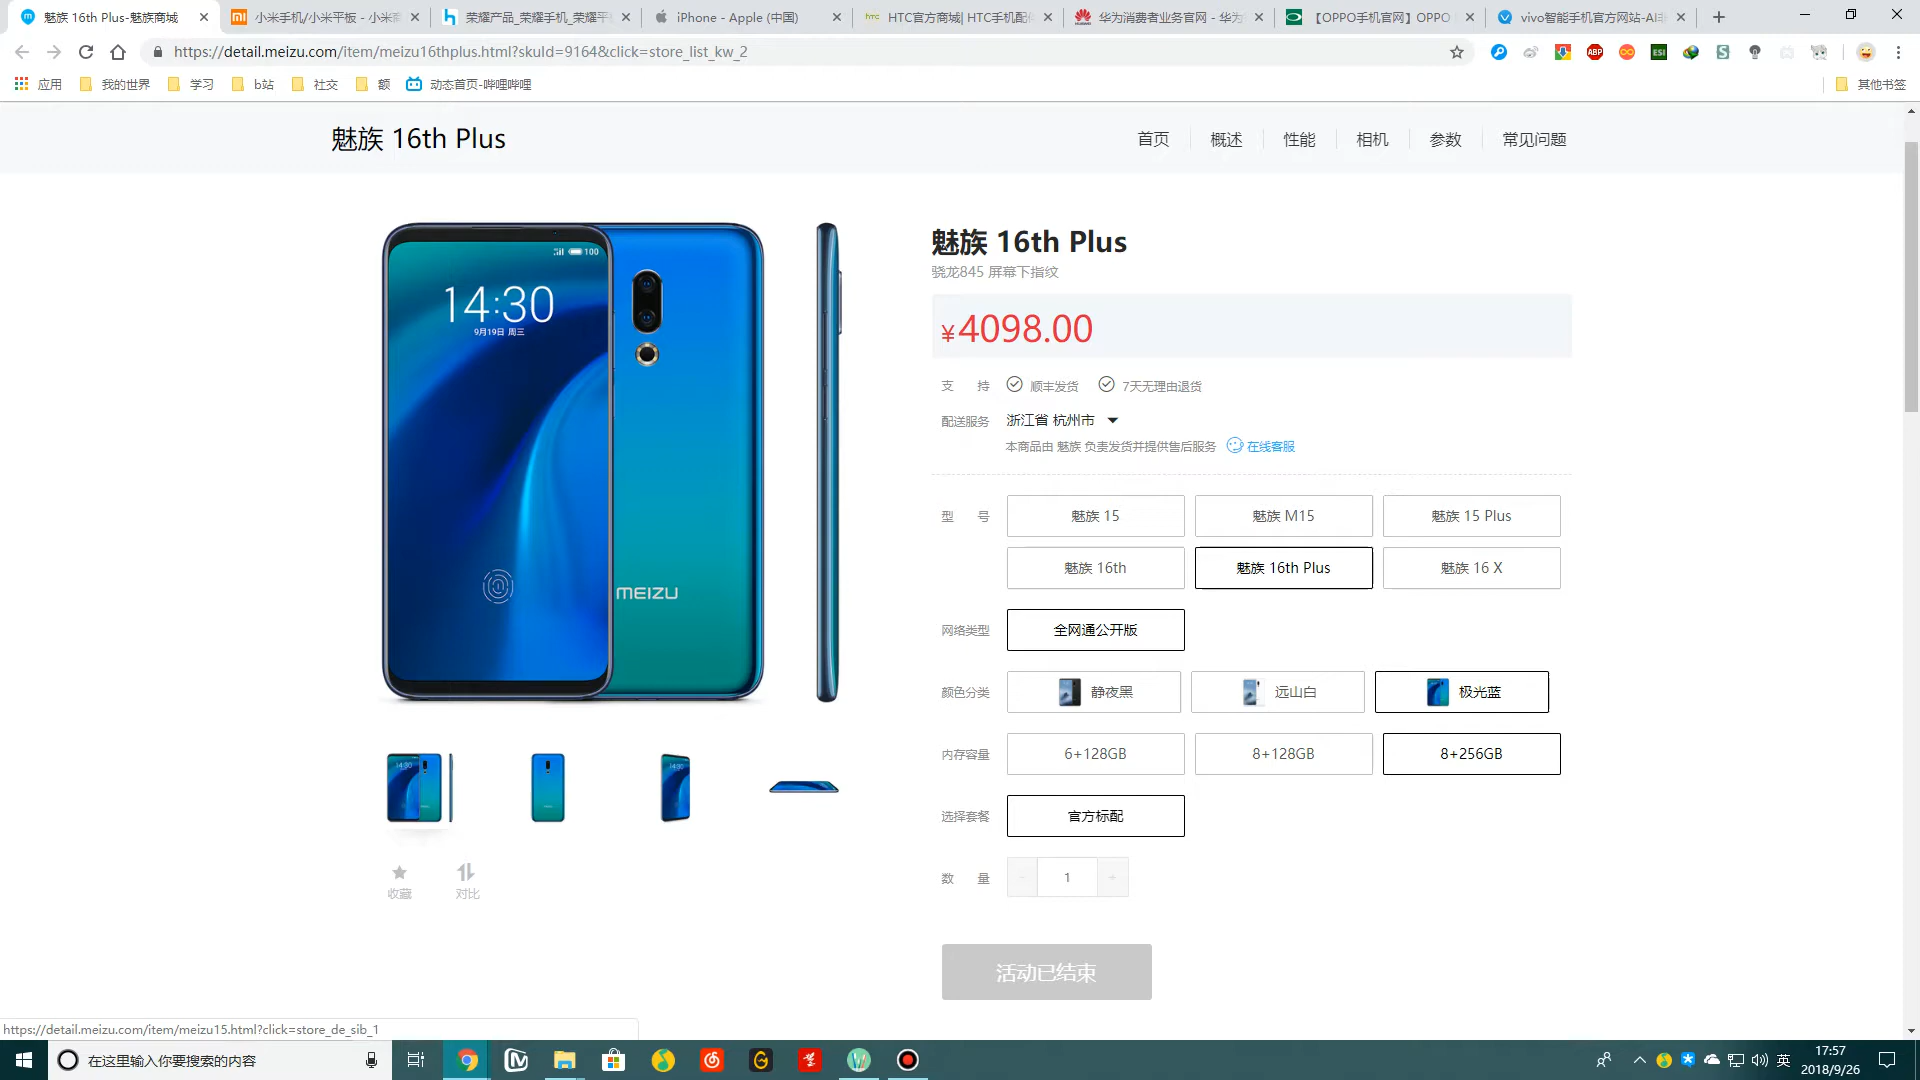 魅族 16th Plus-魅族商城
小米手机/小米平板 - 小米商
荣耀产品_荣耀手机_荣耀平
iPhone - Apple (中国)
HTC官方商城| HTC手机配
华为消费者业务官网 - 华为
【OPPO手机官网】OPPO
vivo智能手机官方网站-AI非
https://detail.meizu.com/item/meizu16thplus.html?skuId=9164&click=store_list_kw_2
应用 我的世界 学习 b站 社交 额 动态首页-哔哩哔哩 其他书签
魅族 16th Plus
首页 概述 性能 相机 参数 常见问题
100
14:30
9月19日 周三
MEIZU
魅族 16th Plus
骁龙845 屏幕下指纹
¥4098.00
支 持 顺丰发货 7天无理由退货
配送服务 浙江省 杭州市
本商品由 魅族 负责发货并提供售后服务 在线客服
型 号 魅族 15 魅族 M15 魅族 15 Plus
魅族 16th 魅族 16th Plus 魅族 16 X
网络类型 全网通公开版
颜色分类 静夜黑 远山白 极光蓝
内存容量 6+128GB 8+128GB 8+256GB
选择套餐 官方标配
数 量 - 1 +
收藏 对比
活动已结束
https://detail.meizu.com/item/meizu15.html?click=store_de_sib_1
在这里输入你要搜索的内容
英
17:57
2018/9/26